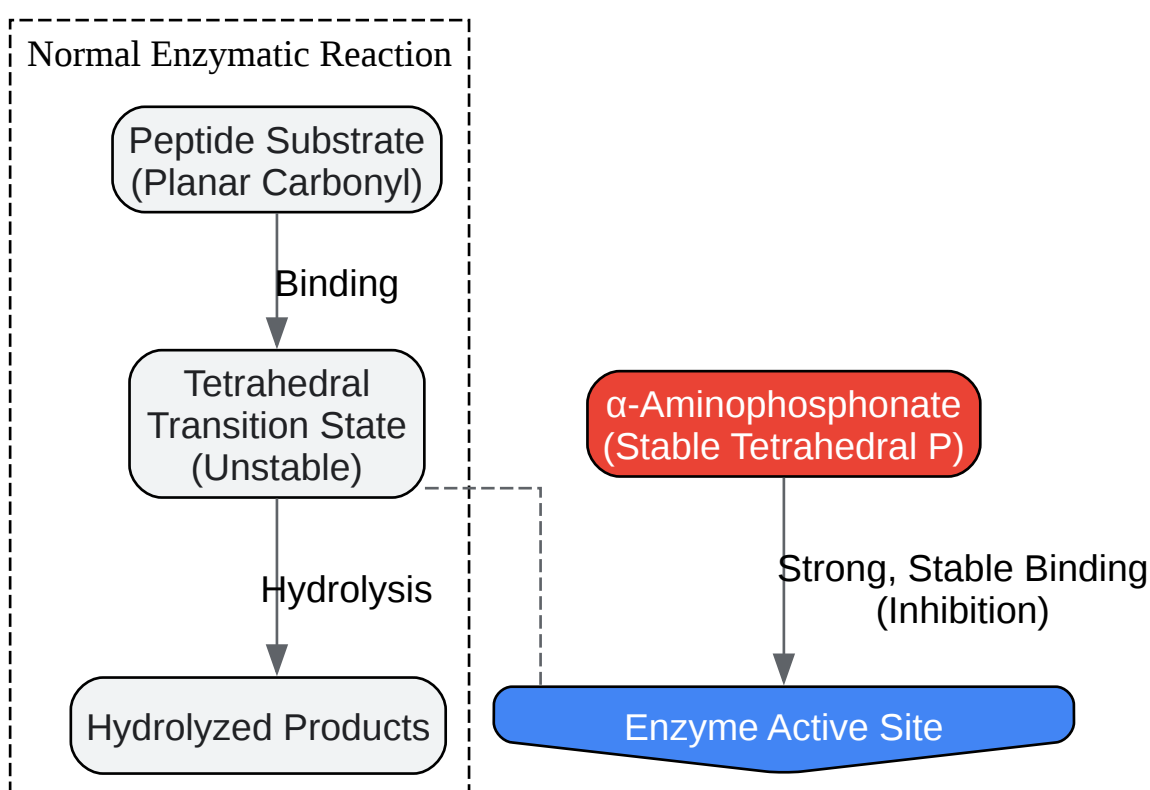 Normal Enzymatic Reaction
Peptide Substrate
(Planar Carbonyl)
Binding
Tetrahedral
Transition State
(Unstable)
Hydrolysis
Hydrolyzed Products
α-Aminophosphonate
(Stable Tetrahedral P)
Strong, Stable Binding
(Inhibition)
Enzyme Active Site